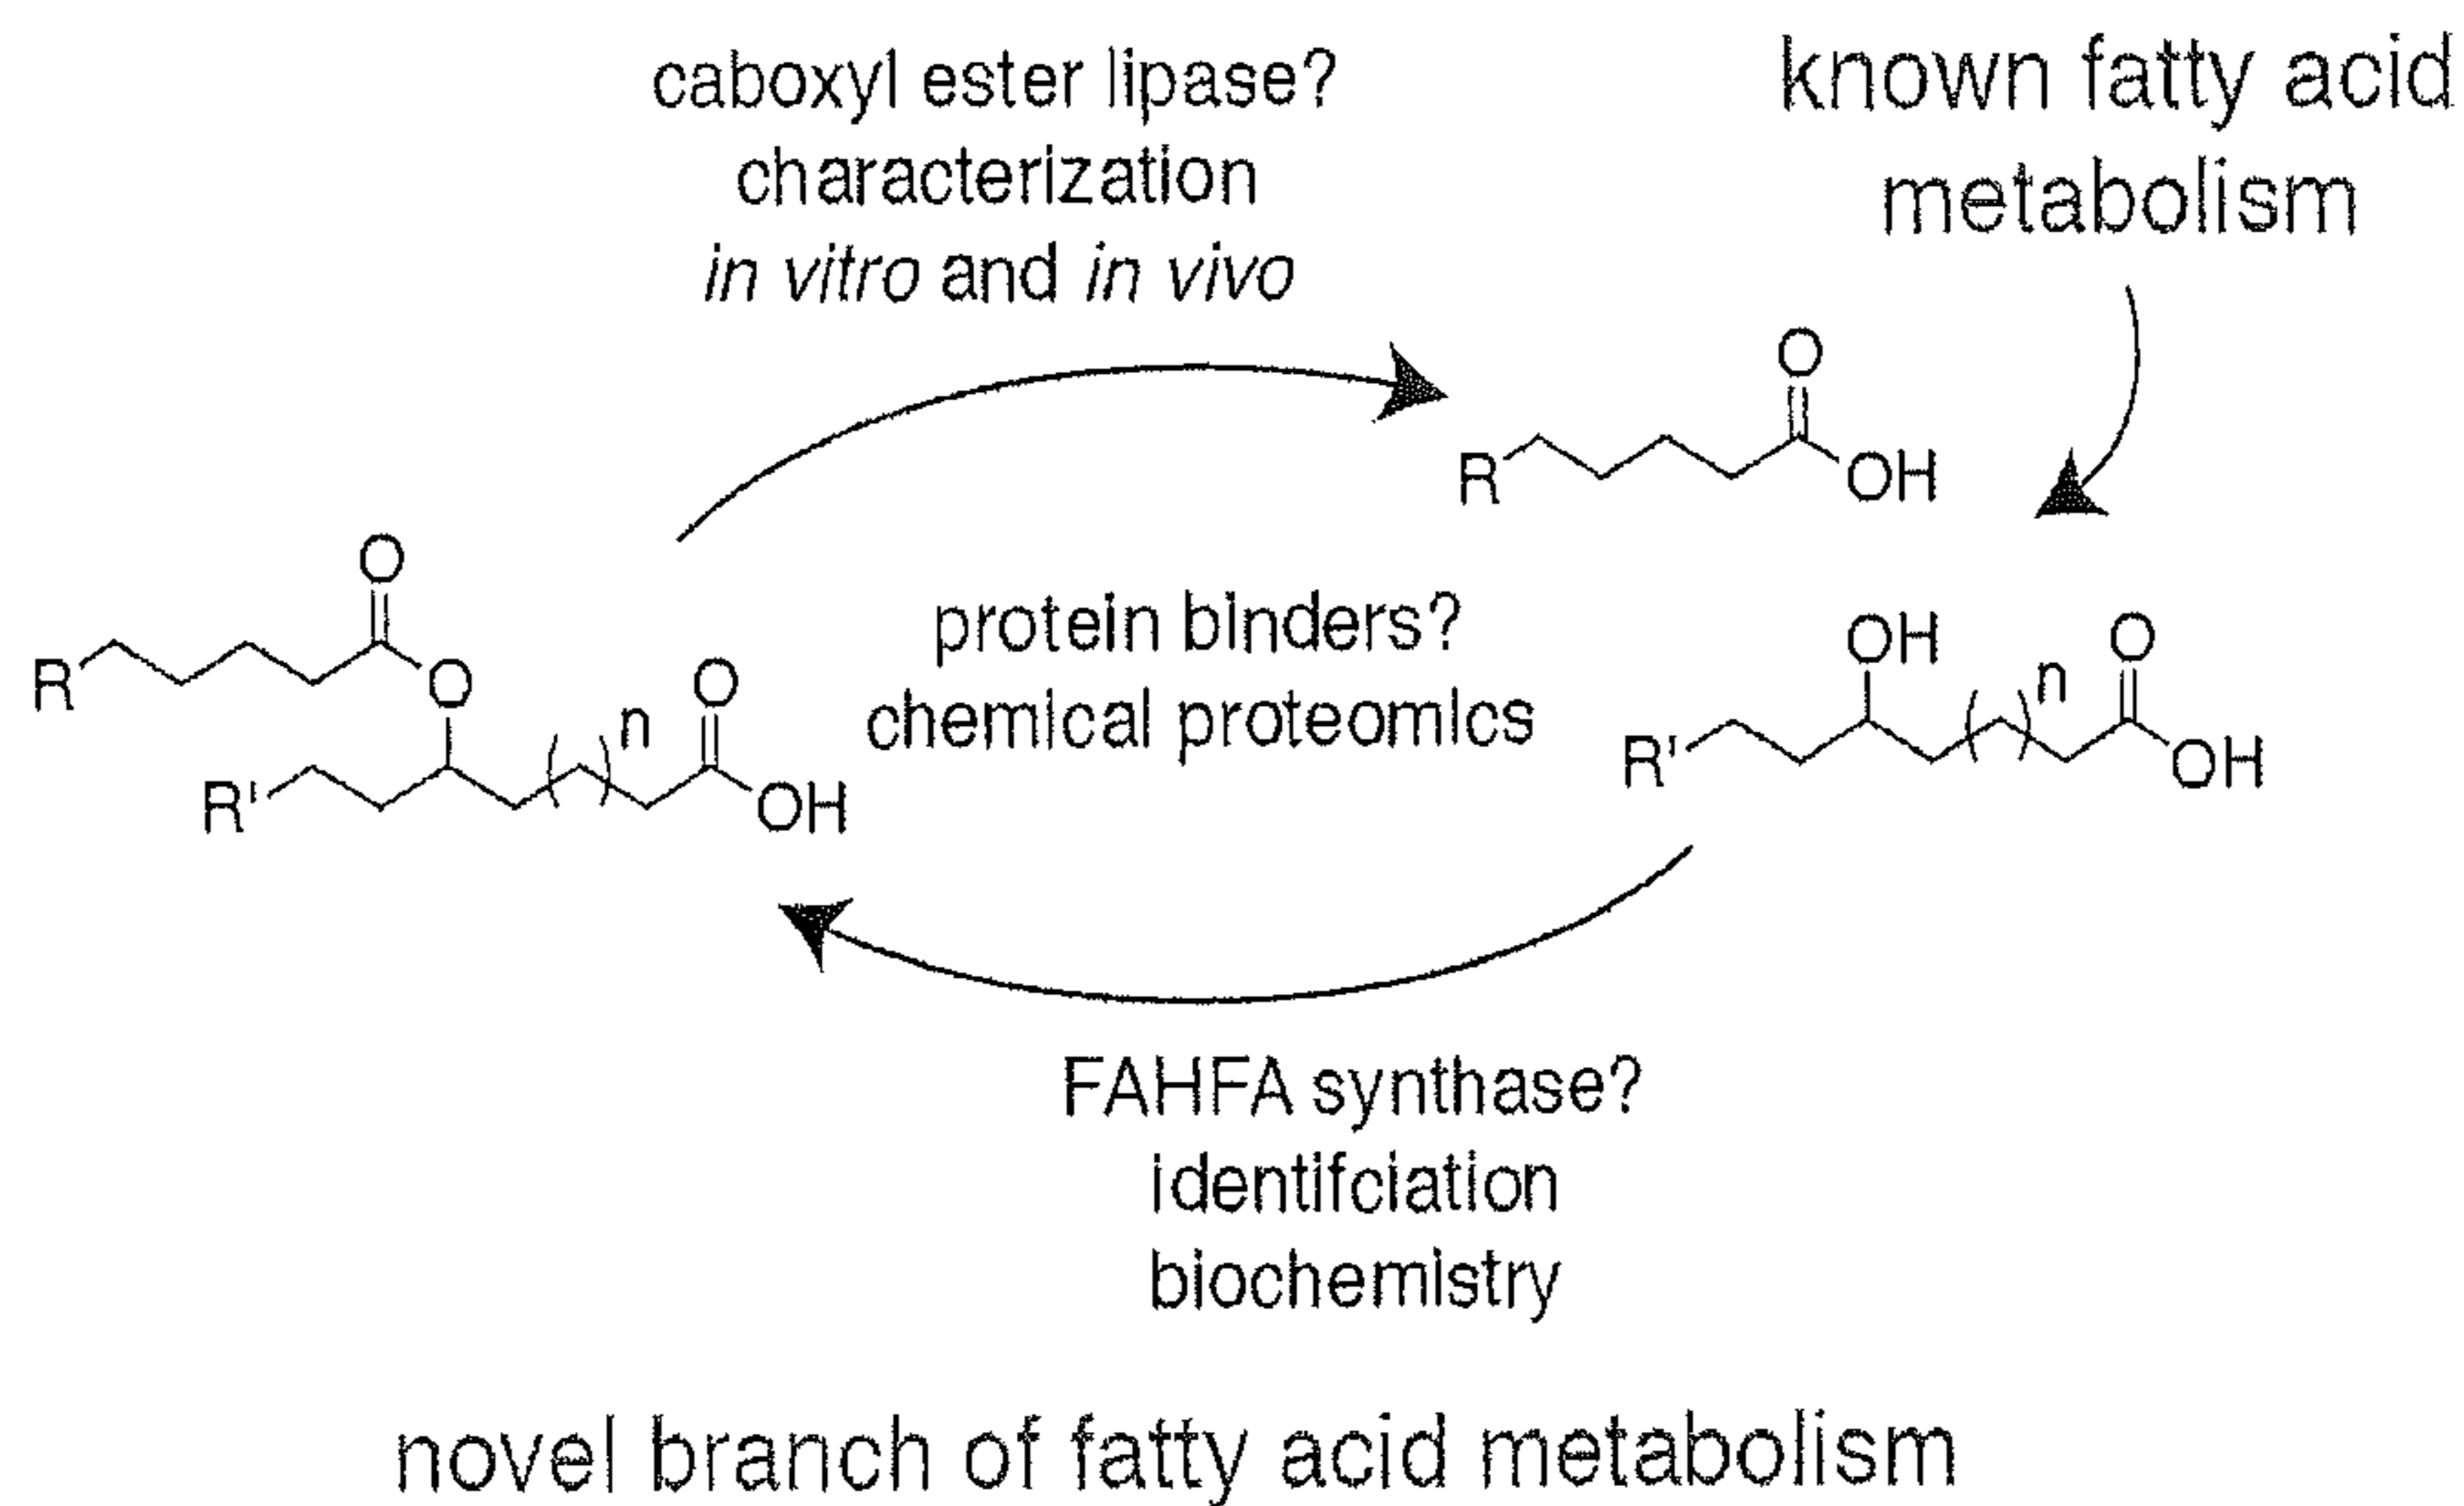 caboxyl ester lipase?
characterization
in vitro and in vivo
known fatty acid
metabolism
O
R
OH
O
R
O
O
n
R'
OH
protein binders?
chemical proteomics
OH
O
n
R'
OH
FAHFA synthase?
identifciation
biochemistry
novel branch of fatty acid metabolism